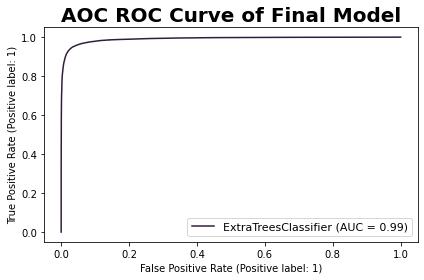 AOC ROC Curve of Final Model
True Positive Rate (Positive label: 1)
1.0
0.8
0.6
0.4
0.2
0.0
ExtraTreesClassifier (AUC = 0.99)
0.0 0.2 0.4 0.6 0.8 1.0
False Positive Rate (Positive label: 1)